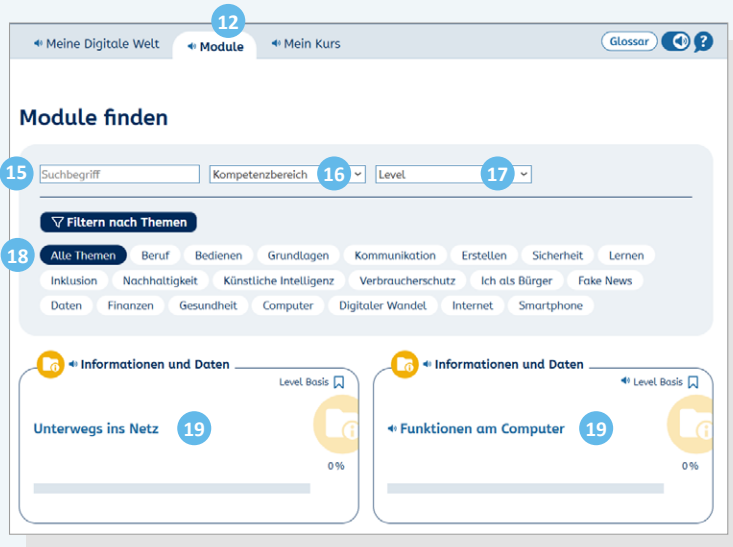 12
Meine Digitale Welt Module Mein Kurs Glossar ?
Module finden
15 Suchbegriff Kompetenzbereich 16 Level 17
Filtern nach Themen
18 Alle Themen Beruf Bedienen Grundlagen Kommunikation Erstellen Sicherheit Lernen
Inklusion Nachhaltigkeit Künstliche Intelligenz Verbraucherschutz Ich als Bürger Fake News
Daten Finanzen Gesundheit Computer Digitaler Wandel Internet Smartphone
Informationen und Daten Informationen und Daten
Level Basis Level Basis
Unterwegs ins Netz 19 Funktionen am Computer 19
0% 0%